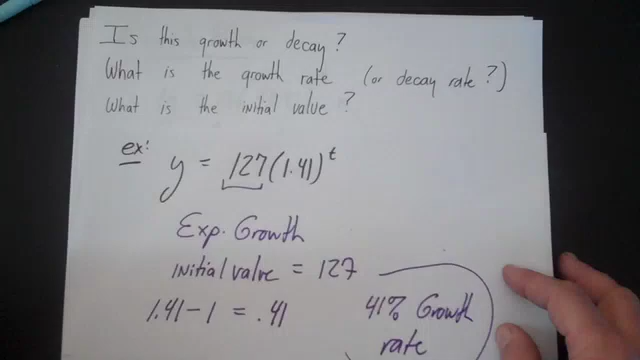 Is this growth or decay?
What is the growth rate (or decay rate?)
What is the initial value?
ex: y = 127(1.41)^t
Exp. Growth
initial value = 127
1.41-1 = .41
41% Growth
rate